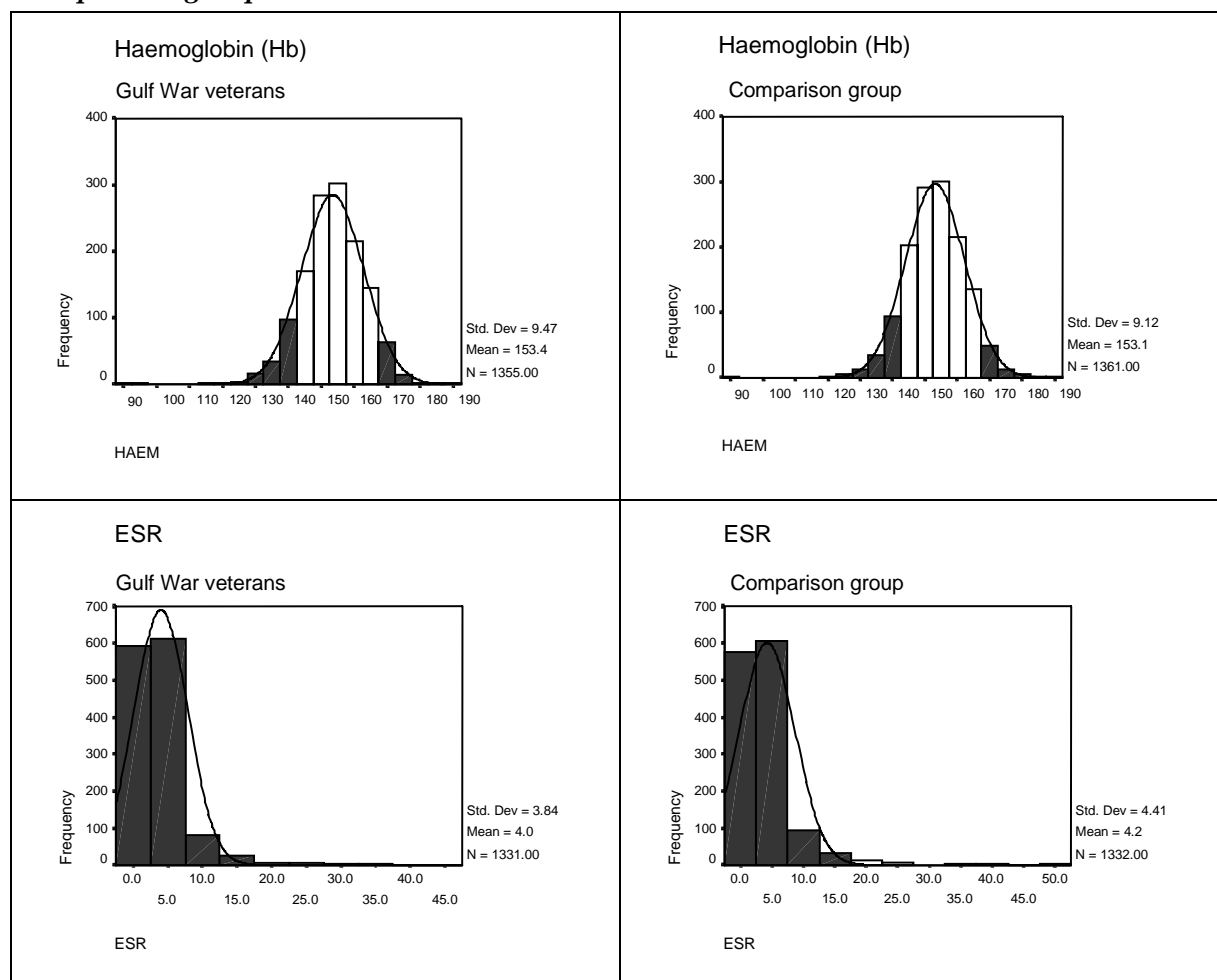 Haemoglobin (Hb)
Gulf War veterans
400
300
200
100
0
Frequency
90 100 110 120 130 140 150 160 170 180 190
HAEM
Std. Dev = 9.47
Mean = 153.4
N = 1355.00
Haemoglobin (Hb)
Comparison group
400
300
200
100
0
Frequency
90 100 110 120 130 140 150 160 170 180 190
HAEM
Std. Dev = 9.12
Mean = 153.1
N = 1361.00
ESR
Gulf War veterans
700
600
500
400
300
200
100
0
Frequency
0.0 10.0 20.0 30.0 40.0
5.0 15.0 25.0 35.0 45.0
ESR
Std. Dev = 3.84
Mean = 4.0
N = 1331.00
ESR
Comparison group
700
600
500
400
300
200
100
0
Frequency
0.0 10.0 20.0 30.0 40.0 50.0
5.0 15.0 25.0 35.0 45.0
ESR
Std. Dev = 4.41
Mean = 4.2
N = 1332.00